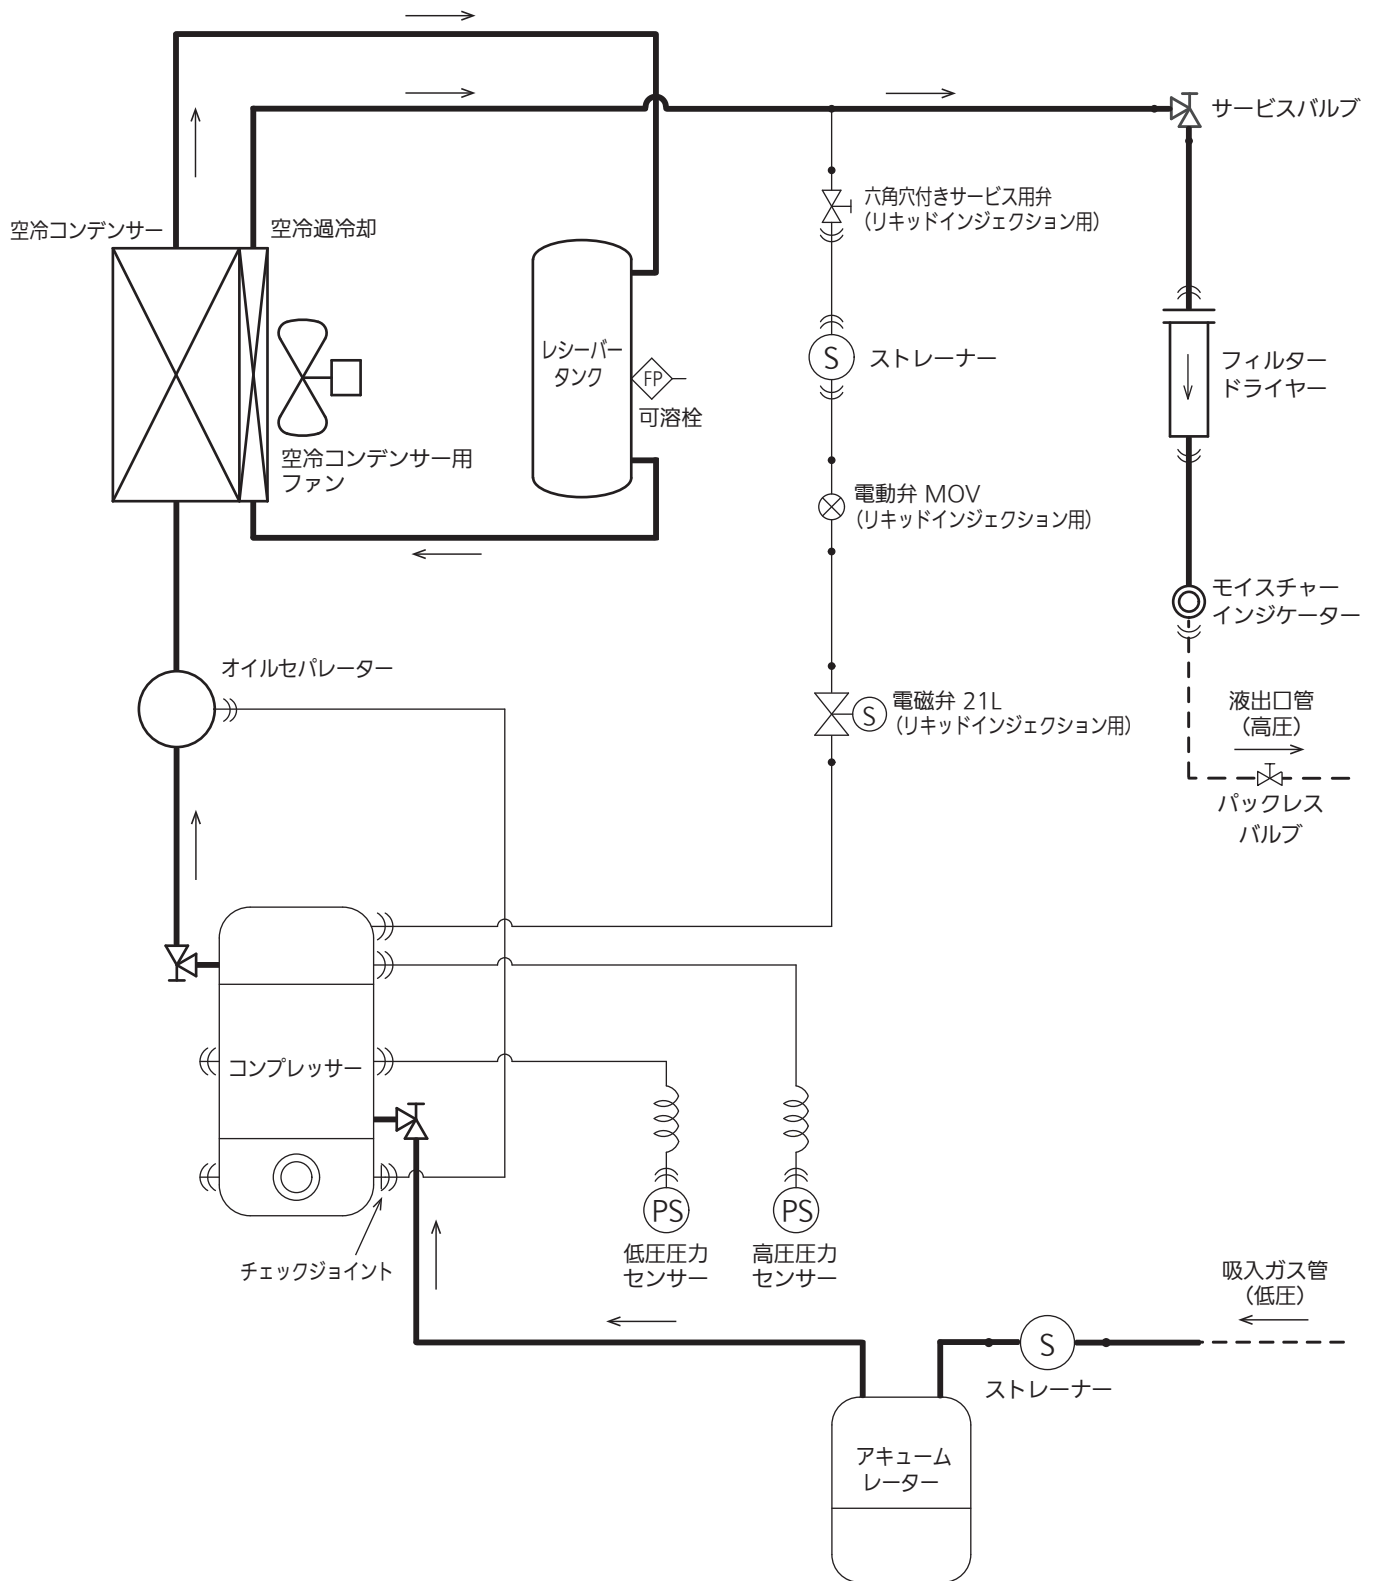 サービスバルブ
六角穴付きサービス用弁
(リキッドインジェクション用)
空冷コンデンサー
空冷過冷却
レシーバー
タンク
FP
可溶栓
S
ストレーナー
フィルター
ドライヤー
空冷コンデンサー用
ファン
電動弁 MOV
(リキッドインジェクション用)
モイスチャー
インジケーター
オイルセパレーター
電磁弁 21L
(リキッドインジェクション用)
S
液出口管
(高圧)
パックレス
バルブ
コンプレッサー
PS
PS
低圧圧力
センサー
高圧圧力
センサー
チェックジョイント
吸入ガス管
(低圧)
S
ストレーナー
アキューム
レーター